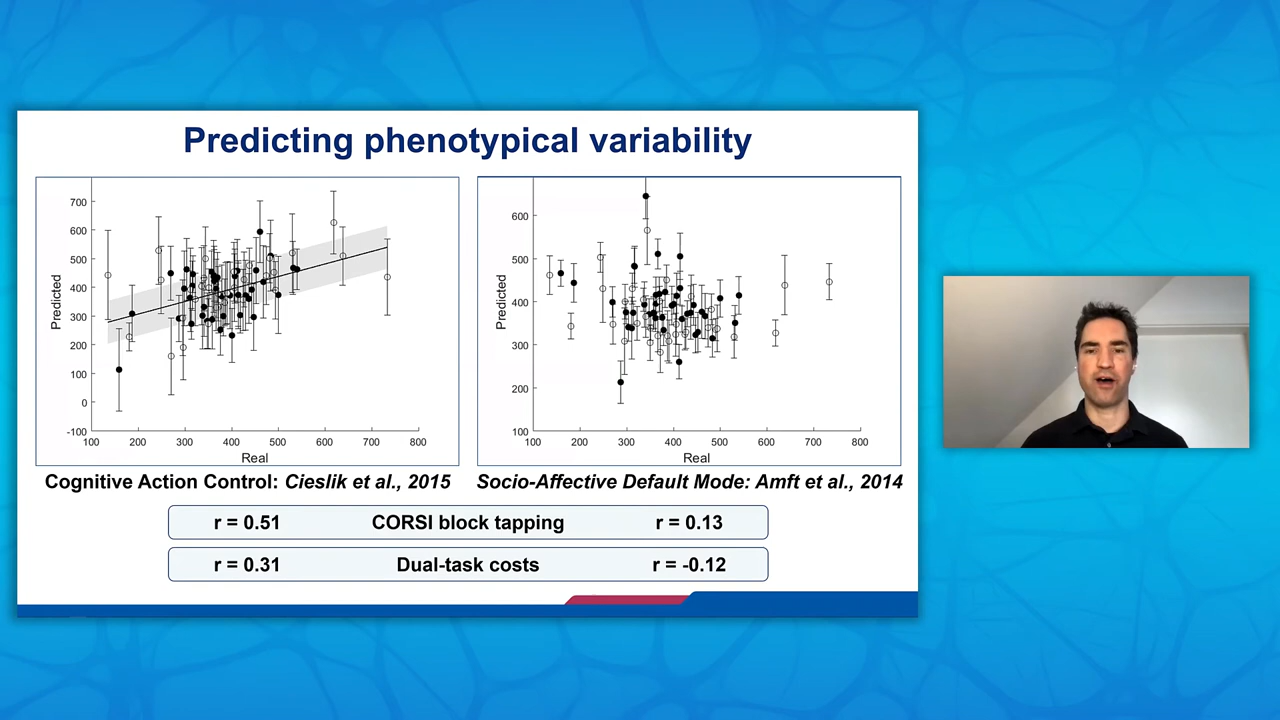 Predicting phenotypical variability
700
600
500
400
300
200
100
0
-100
100 200 300 400 500 600 700 800
Predicted
Real
600
500
400
300
200
100
100 200 300 400 500 600 700 800
Predicted
Real
Cognitive Action Control: Cieslik et al., 2015
Socio-Affective Default Mode: Amft et al., 2014
r = 0.51 CORSI block tapping r = 0.13
r = 0.31 Dual-task costs r = -0.12